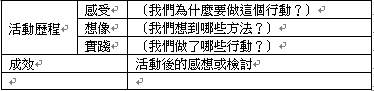 活動歷程 感受 （我們為什麼要做這個行動？）
想像 （我們想到哪些方法？）
實踐 （我們做了哪些行動？）
成效 活動後的感想或檢討